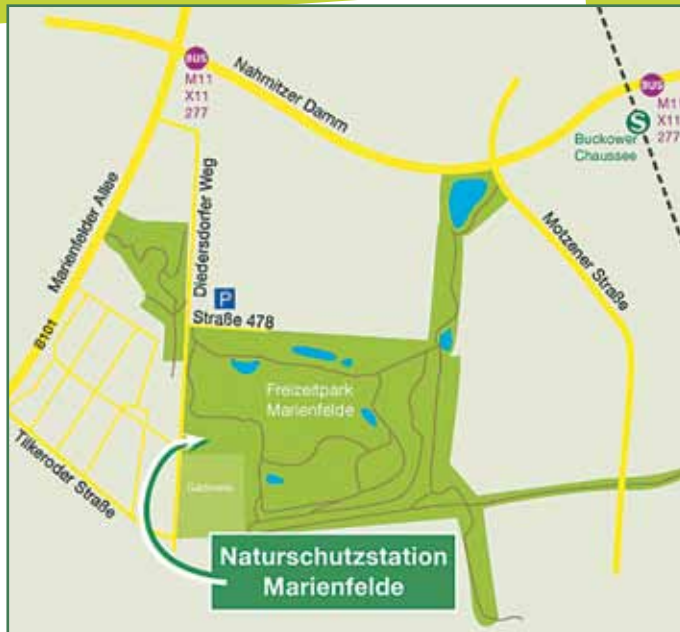 BUS
M11
X11
277
Nahmitzer Damm
BUS
M11
X11
277
S
Buckower
Chaussee
Marienfelder Allee
Diedersdorfer Weg
Motzener Straße
P
Straße 478
B101
Freizeitpark
Marienfelde
Tilkeroder Straße
Naturschutzstation
Marienfelde